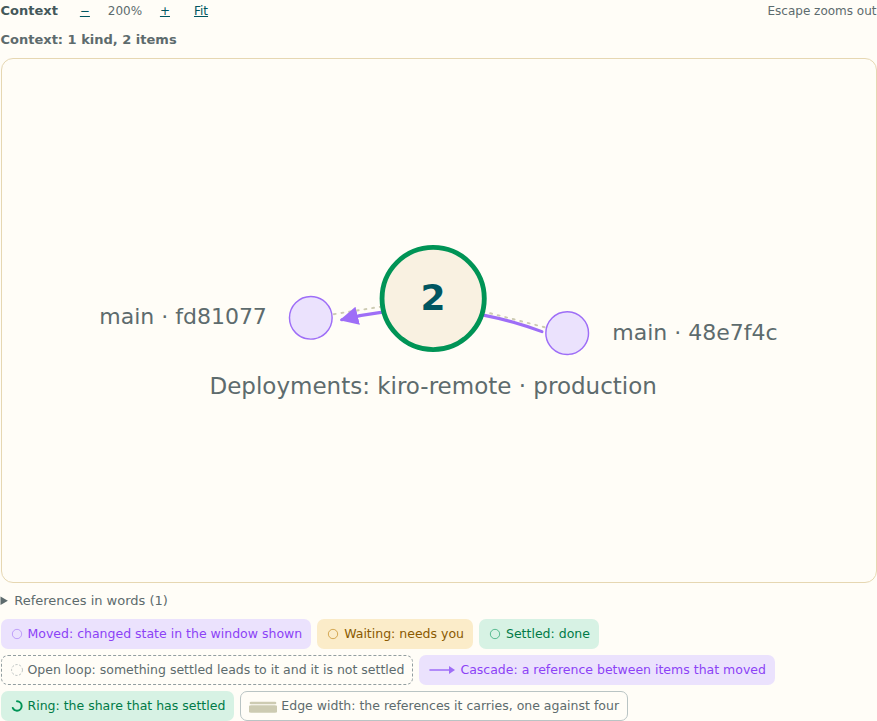 Context − 200% + Fit Escape zooms out
Context: 1 kind, 2 items
2
main · fd81077
main · 48e7f4c
Deployments: kiro-remote · production
References in words (1)
Moved: changed state in the window shown
Waiting: needs you
Settled: done
Open loop: something settled leads to it and it is not settled
Cascade: a reference between items that moved
Ring: the share that has settled
Edge width: the references it carries, one against four